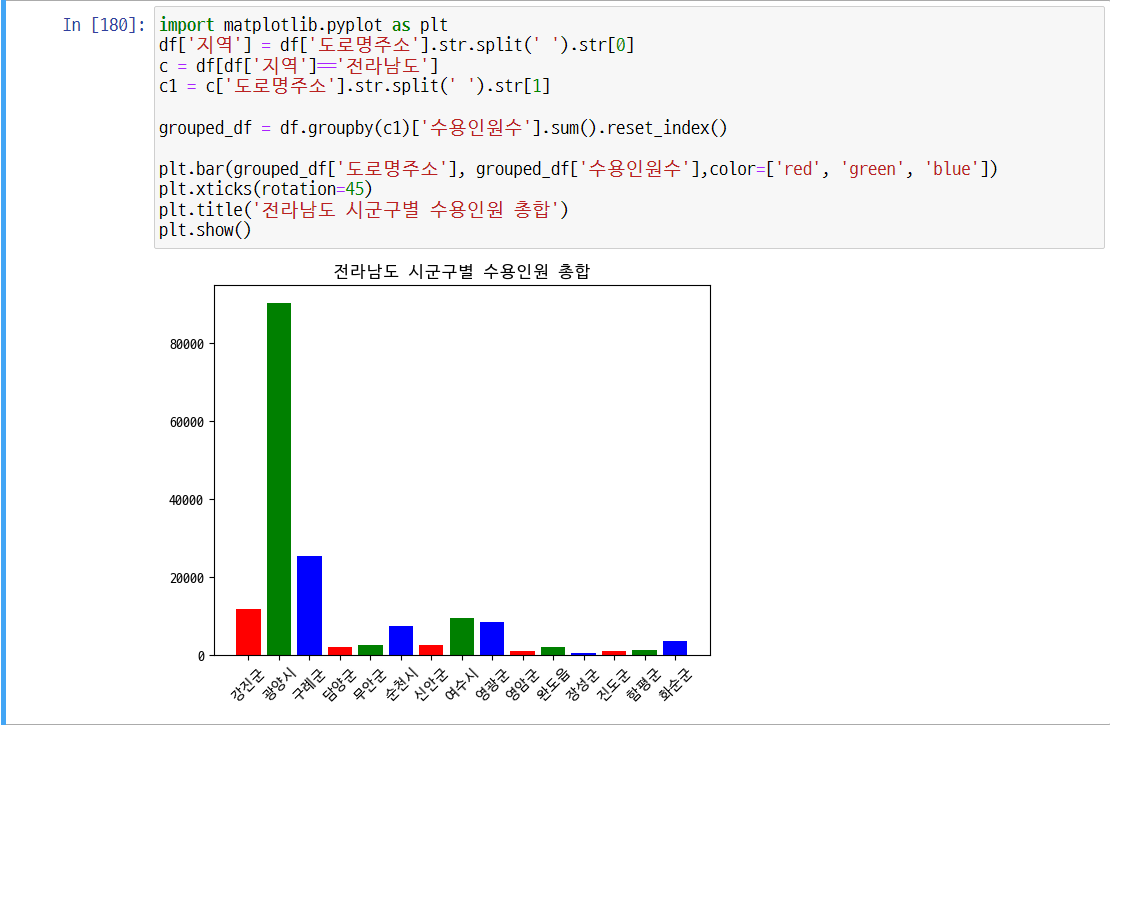 In [180]: import matplotlib.pyplot as plt
df['지역'] = df['도로명주소'].str.split(' ').str[0]
c = df[df['지역']=='전라남도']
c1 = c['도로명주소'].str.split(' ').str[1]
grouped_df = df.groupby(c1)['수용인원수'].sum().reset_index()
plt.bar(grouped_df['도로명주소'], grouped_df['수용인원수'],color=['red', 'green', 'blue'])
plt.xticks(rotation=45)
plt.title('전라남도 시군구별 수용인원 총합')
plt.show()
전라남도 시군구별 수용인원 총합
80000
60000
40000
20000
0
강진군 광양시 구례군 담양군 무안군 순천시 신안군 여수시 영광군 영암군 완도읍 장성군 진도군 함평군 화순군